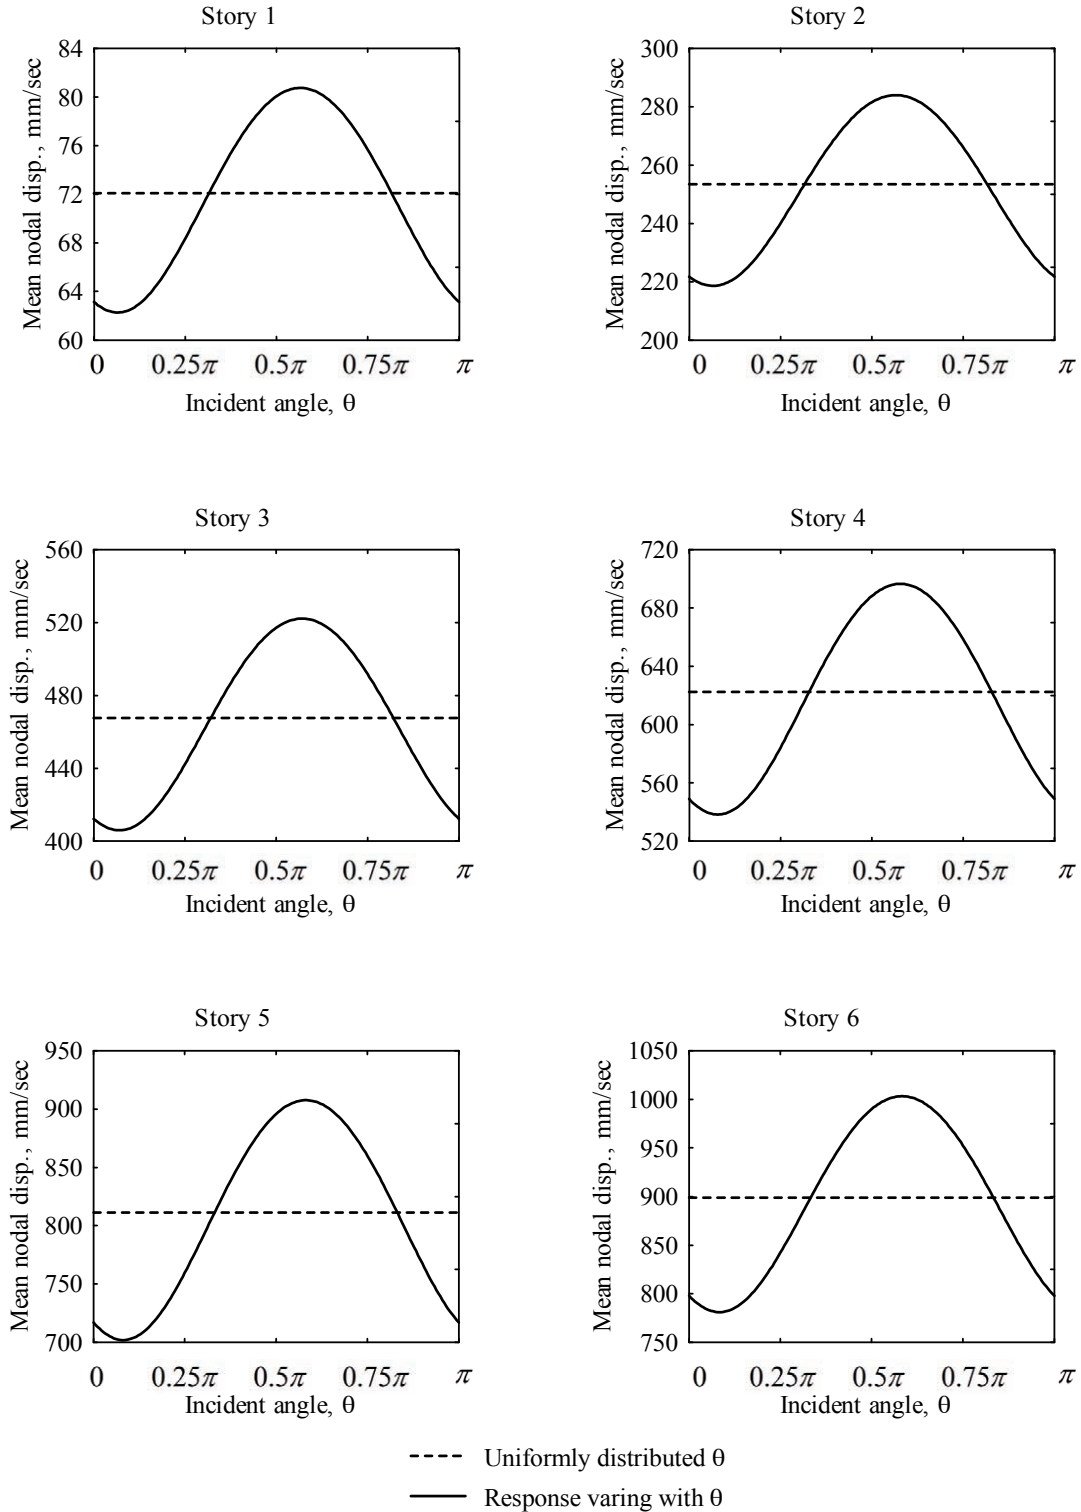 Story 1
84
80
76
72
68
64
60
Mean nodal disp., mm/sec
0 0.25π 0.5π 0.75π π
Incident angle, θ
Story 2
300
280
260
240
220
200
Mean nodal disp., mm/sec
0 0.25π 0.5π 0.75π π
Incident angle, θ
Story 3
560
520
480
440
400
Mean nodal disp., mm/sec
0 0.25π 0.5π 0.75π π
Incident angle, θ
Story 4
720
680
640
600
560
520
Mean nodal disp., mm/sec
0 0.25π 0.5π 0.75π π
Incident angle, θ
Story 5
950
900
850
800
750
700
Mean nodal disp., mm/sec
0 0.25π 0.5π 0.75π π
Incident angle, θ
Story 6
1050
1000
950
900
850
800
750
Mean nodal disp., mm/sec
0 0.25π 0.5π 0.75π π
Incident angle, θ
Uniformly distributed θ
Response varing with θ